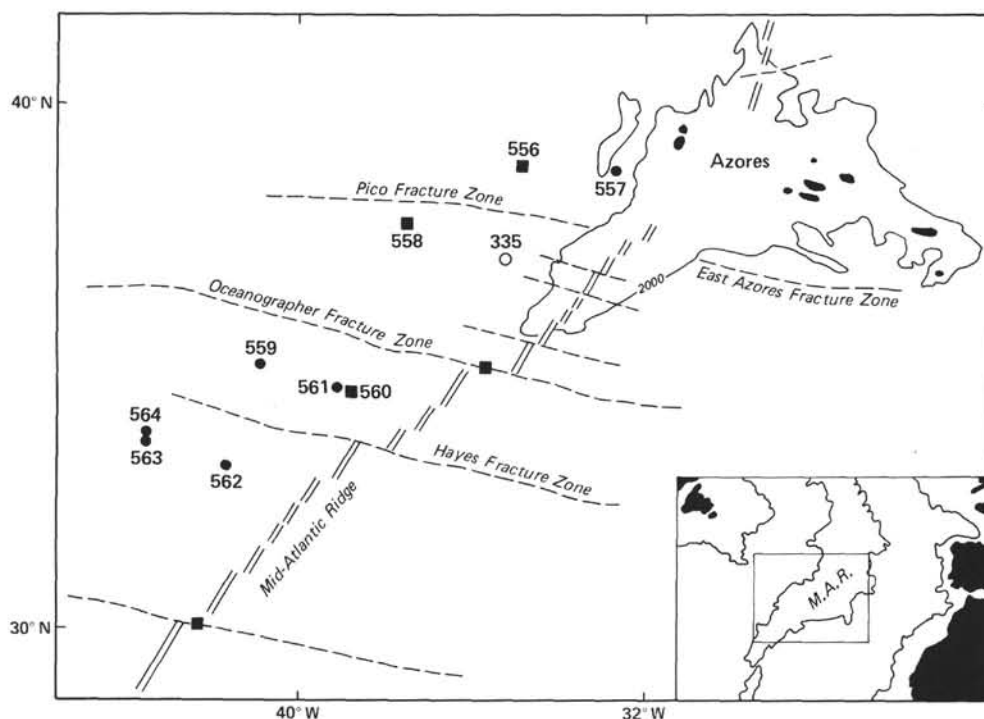 40° N
556
Azores
557
Pico Fracture Zone
558
335
2000
East Azores Fracture Zone
Oceanographer Fracture Zone
559
561
560
564
563
562
Hayes Fracture Zone
Mid-Atlantic Ridge
M.A.R.
30° N
40° W
32° W